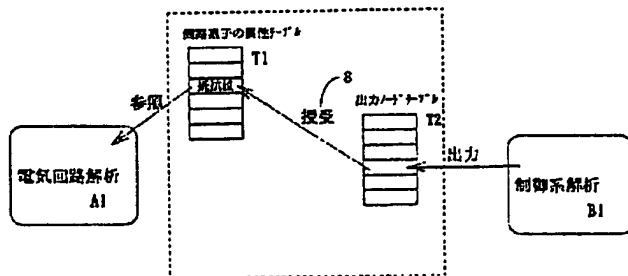 回路素子の属性テーブル
T1
抵抗値
参照
8
授受
出力ノードテーブル
T2
出力
電気回路解析
A1
制御系解析
B1